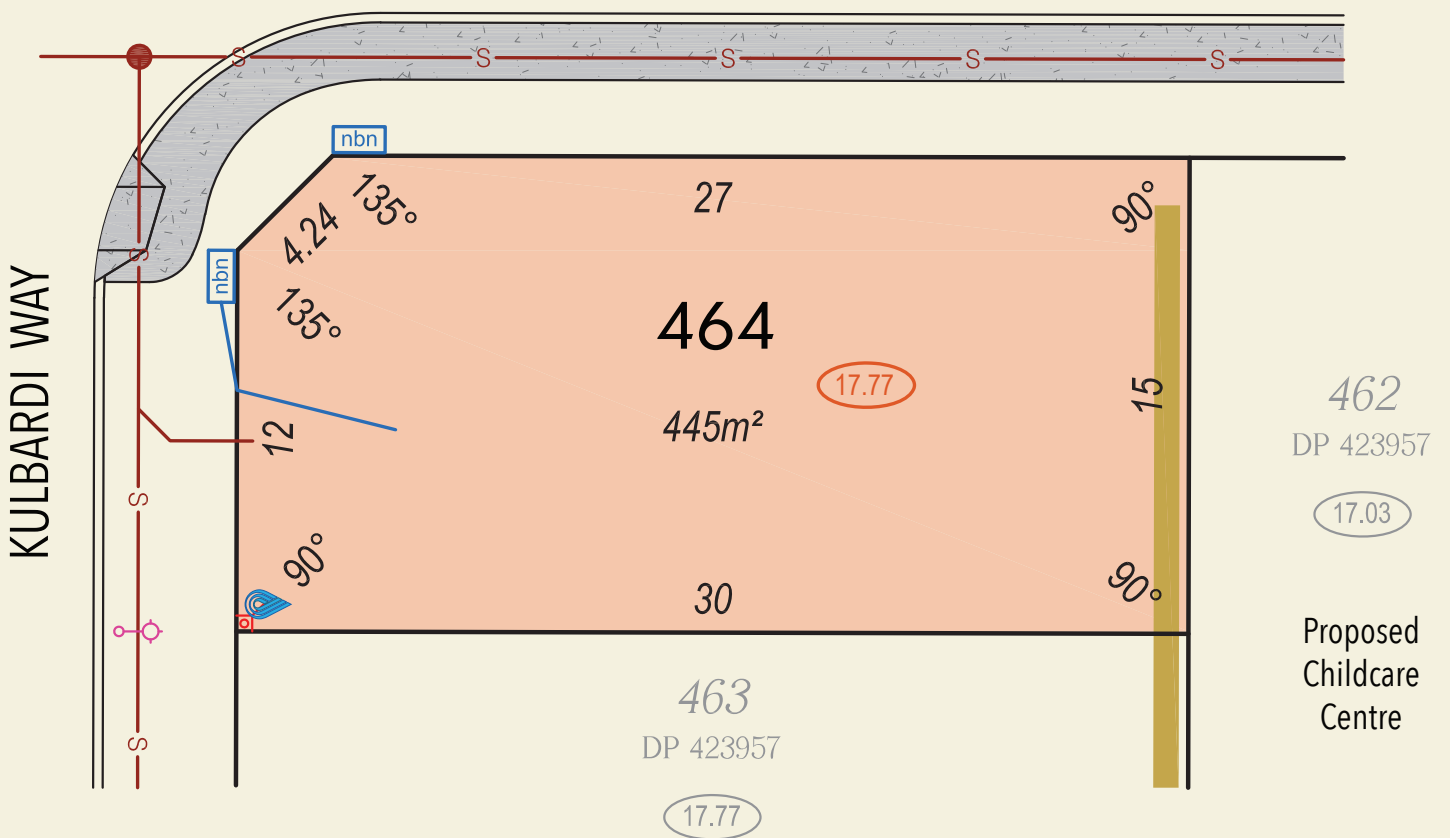 S
S
S
S
S
nbn
135°
27
90°
4.24
S
nbn
135°
464
17.77
KULBARDI WAY
445m²
15
12
462
DP 423957
17.03
S
90°
30
90°
Proposed
Childcare
Centre
463
DP 423957
17.77
S